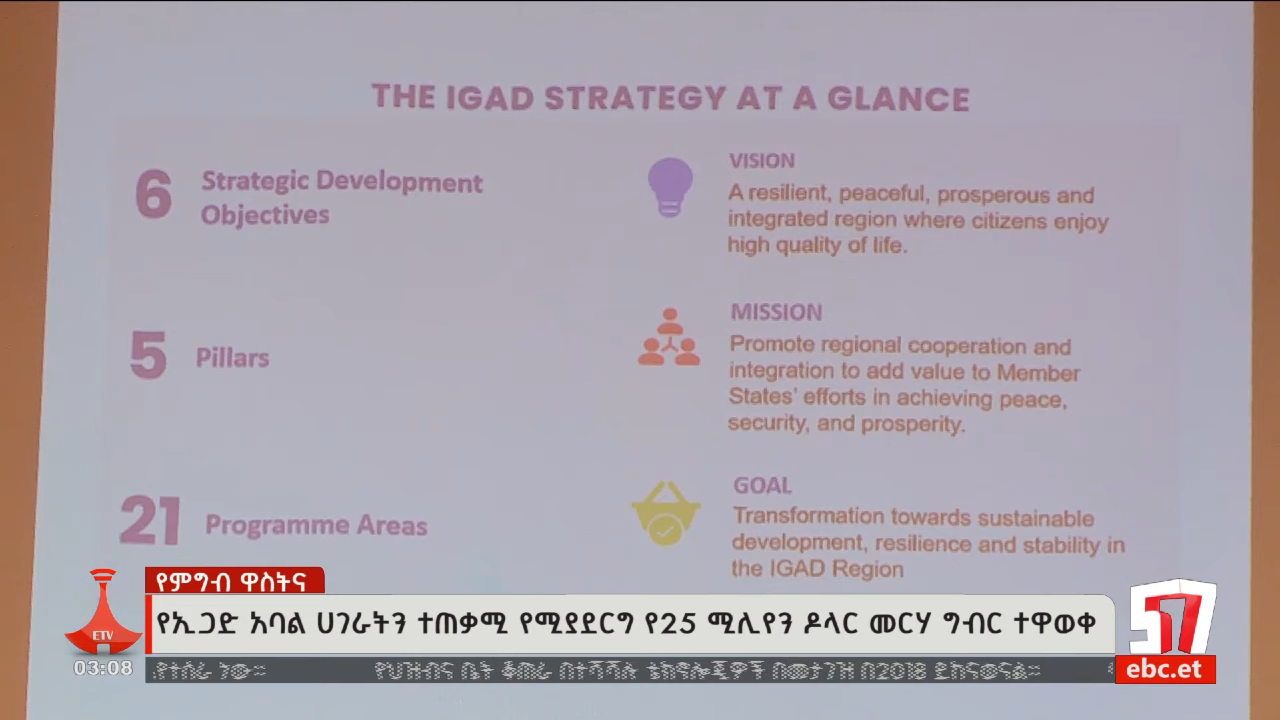 THE IGAD STRATEGY AT A GLANCE
6 Strategic Development
Objectives
5 Pillars
21 Programme Areas
VISION
A resilient, peaceful, prosperous and
integrated region where citizens enjoy
high quality of life.
MISSION
Promote regional cooperation and
integration to add value to Member
States' efforts in achieving peace,
security, and prosperity.
GOAL
Transformation towards sustainable
development, resilience and stability in
the IGAD Region
የምግብ ዋስትና
የኢጋድ አባል ሀገራትን ተጠቃሚ የሚያደርግ የ25 ሚሊየን ዶላር መርሃ ግብር ተዋወቀ
ETV
03:08
57
ebc.et